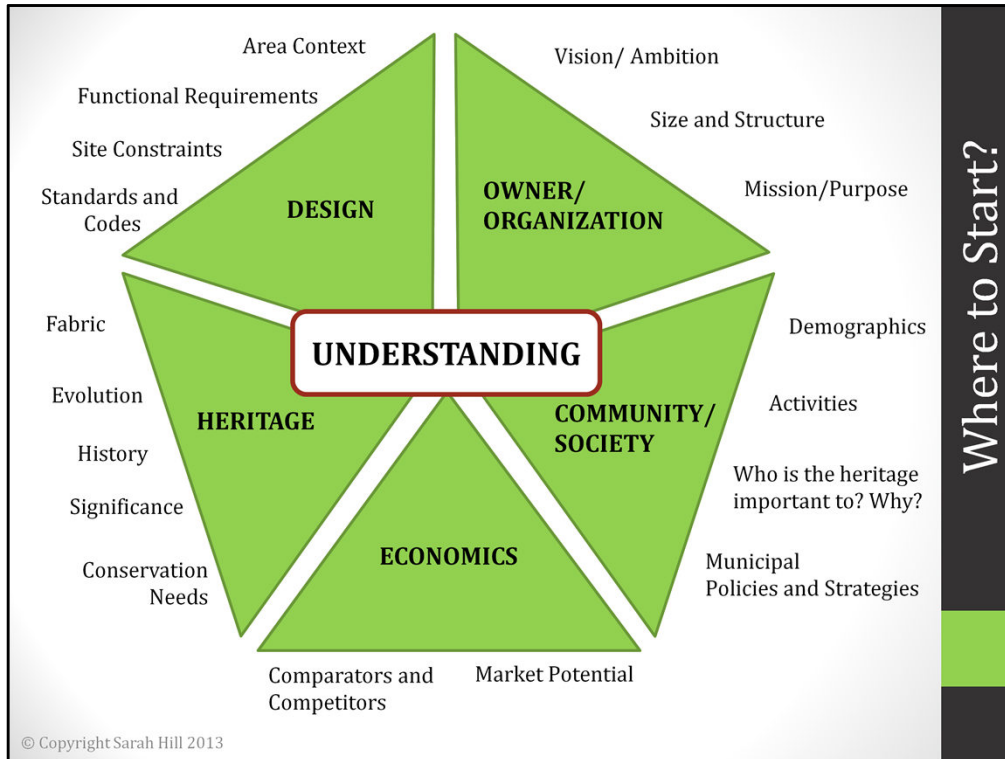 Where to Start?
Area Context
Functional Requirements
Site Constraints
Standards and
Codes
DESIGN
Vision/ Ambition
Size and Structure
Mission/Purpose
OWNER/
ORGANIZATION
UNDERSTANDING
Fabric
Evolution
History
Significance
Conservation
Needs
HERITAGE
Demographics
Activities
Who is the heritage
important to? Why?
Municipal
Policies and Strategies
COMMUNITY/
SOCIETY
ECONOMICS
Comparators and
Competitors
Market Potential
© Copyright Sarah Hill 2013